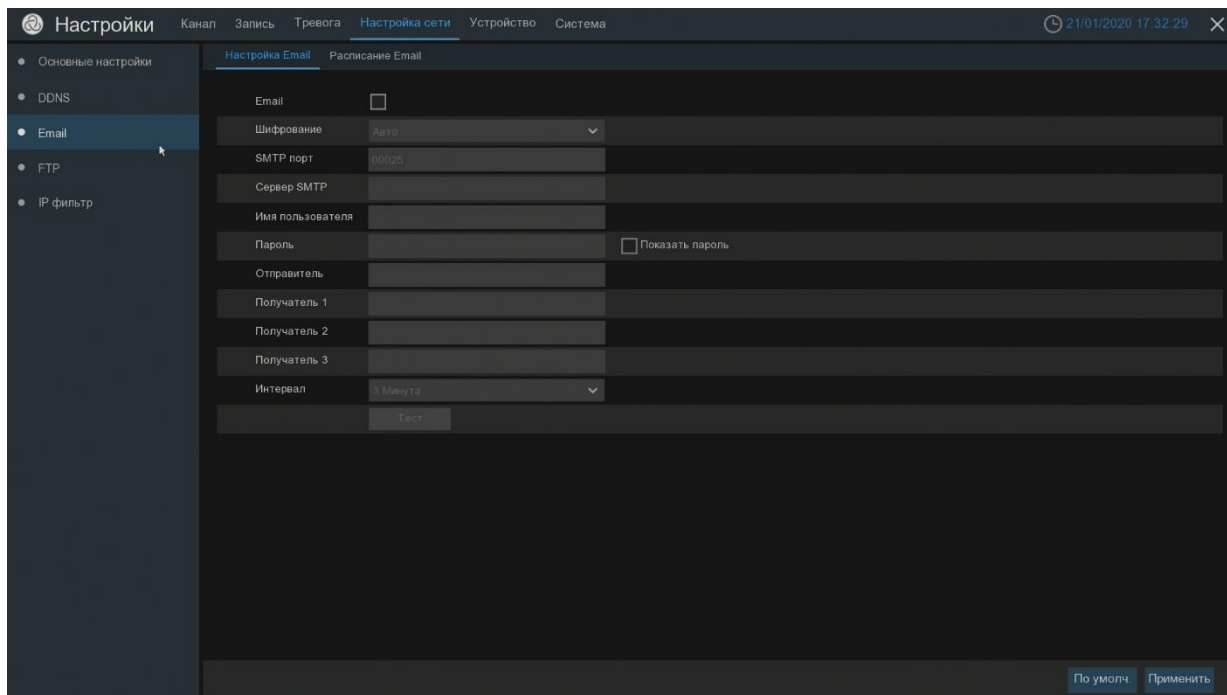 Настройки
Канал Запись Тревога Настройка сети Устройство Система
21/01/2020 17:32:29
Основные настройки
DDNS
Email
FTP
IP фильтр
Настройка Email Расписание Email
Email
Шифрование Авто
SMTP порт 00025
Сервер SMTP
Имя пользователя
Пароль Показать пароль
Отправитель
Получатель 1
Получатель 2
Получатель 3
Интервал 3 Минута
Тест
По умолч. Применить